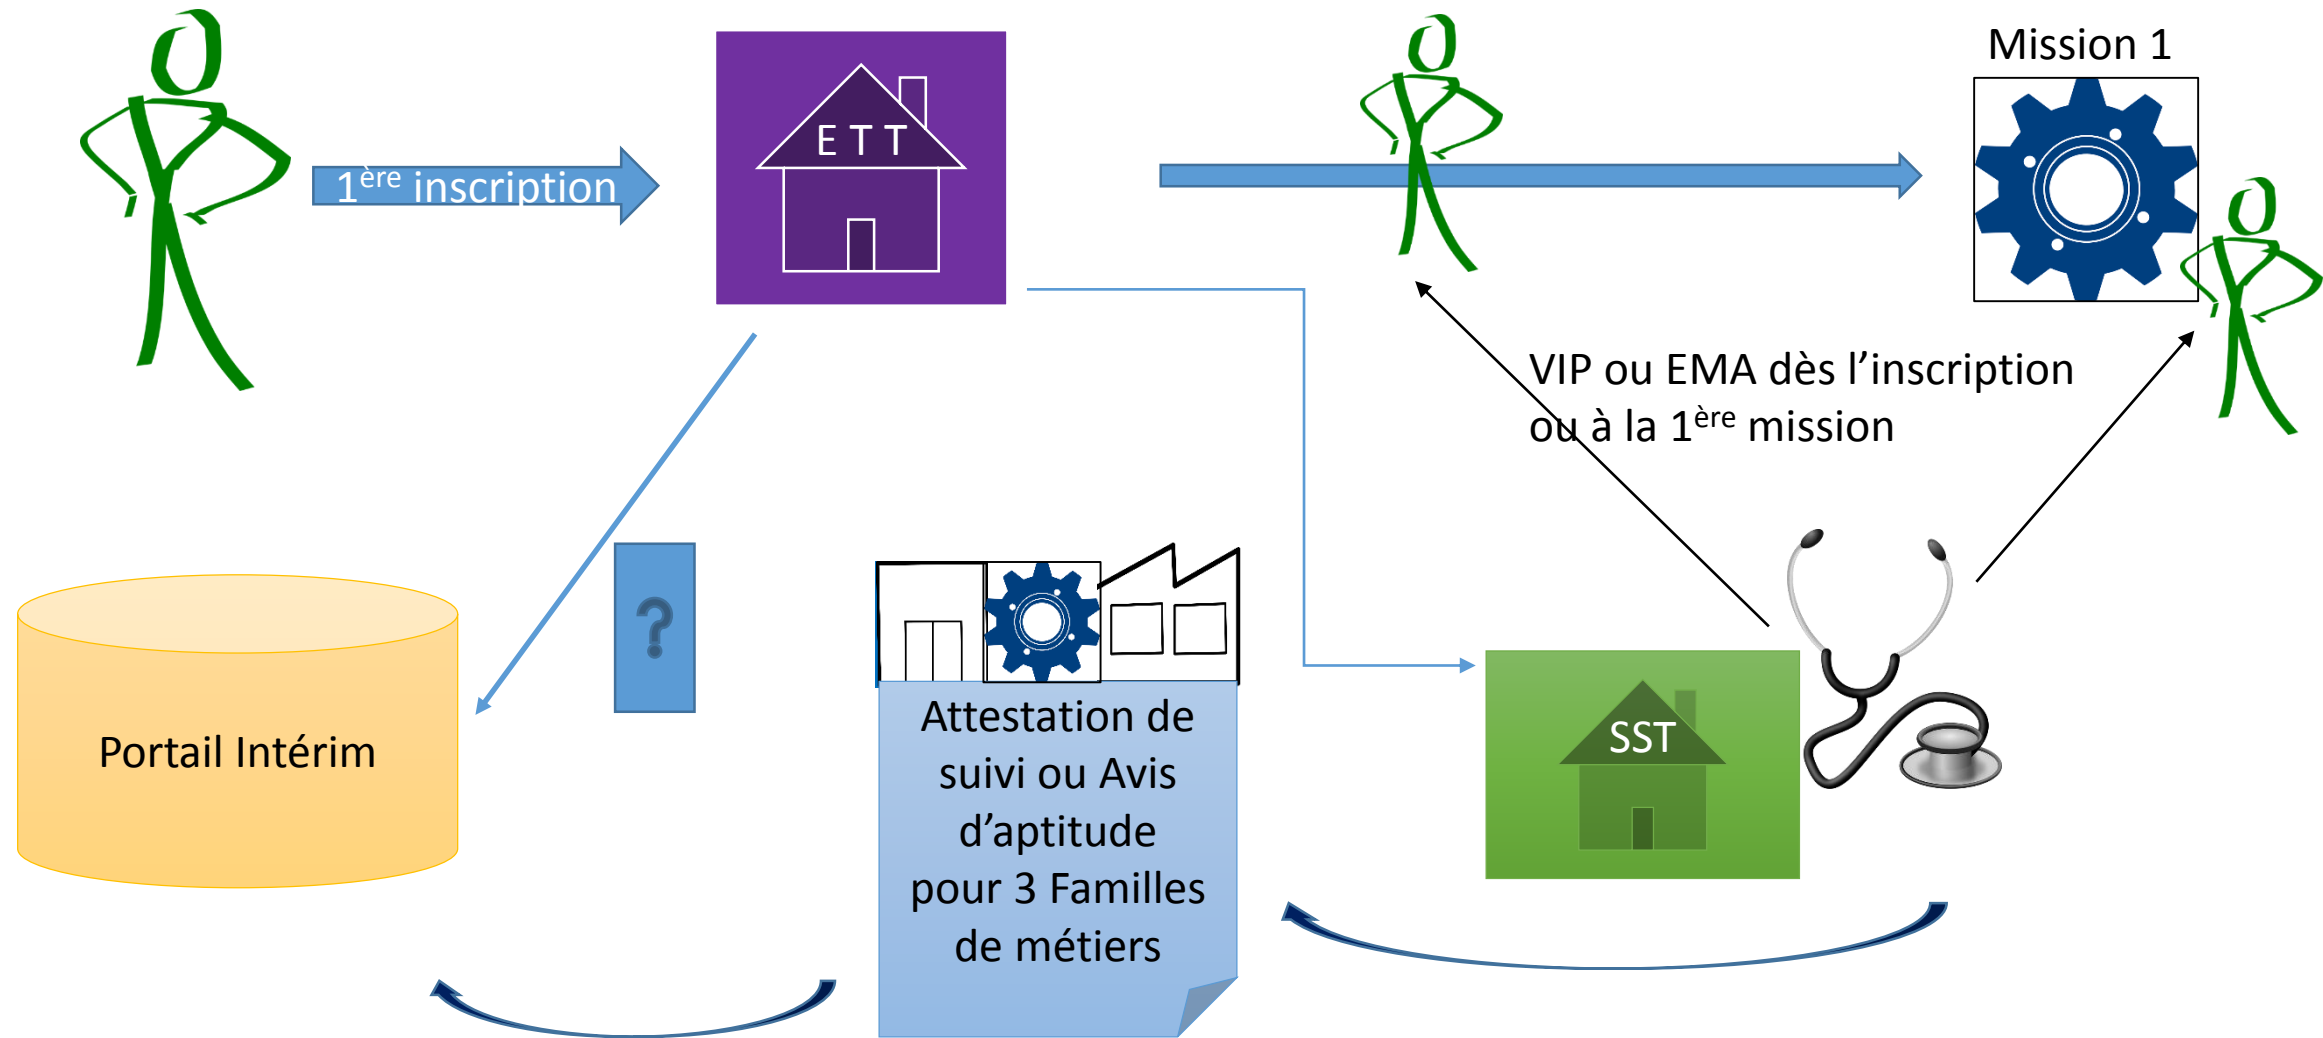 Mission 1
E T T
1ère inscription
VIP ou EMA dès l’inscription
ou à la 1ère mission
?
Portail Intérim
Attestation de
suivi ou Avis
d’aptitude
pour 3 Familles
de métiers
SST